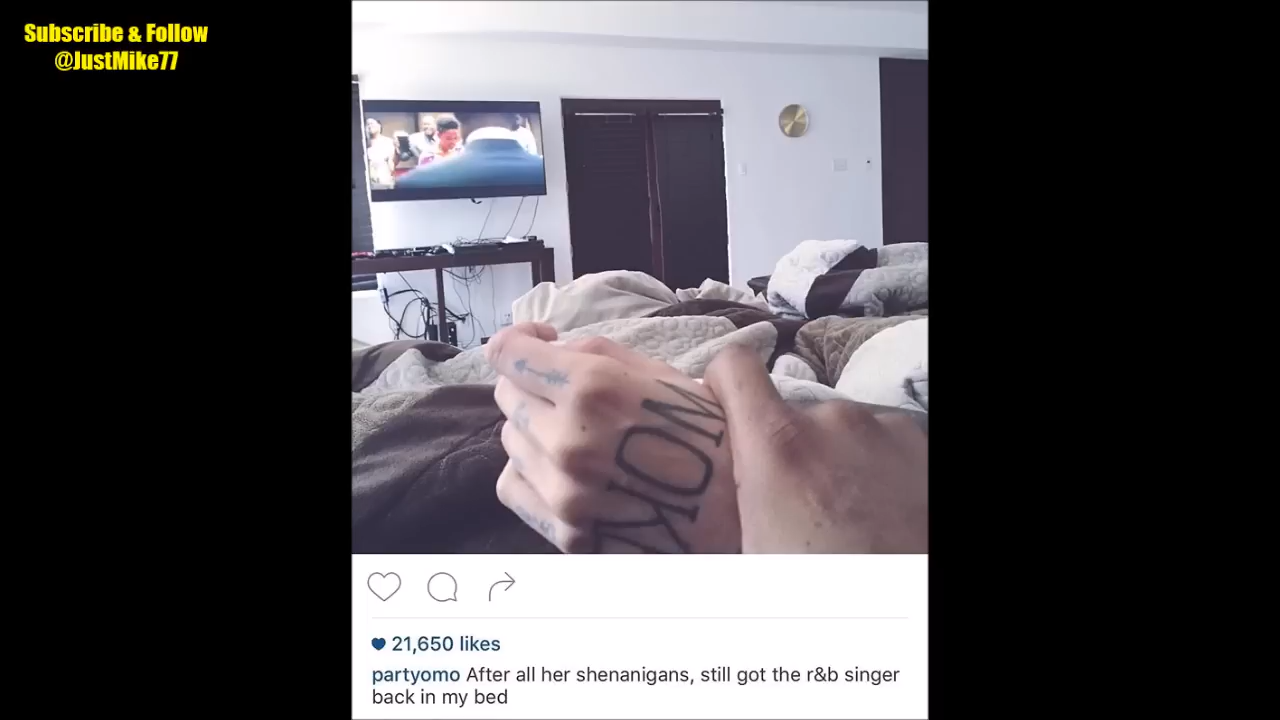 Subscribe & Follow
@JustMike77
WOKE
21,650 likes
partyomo After all her shenanigans, still got the r&b singer
back in my bed